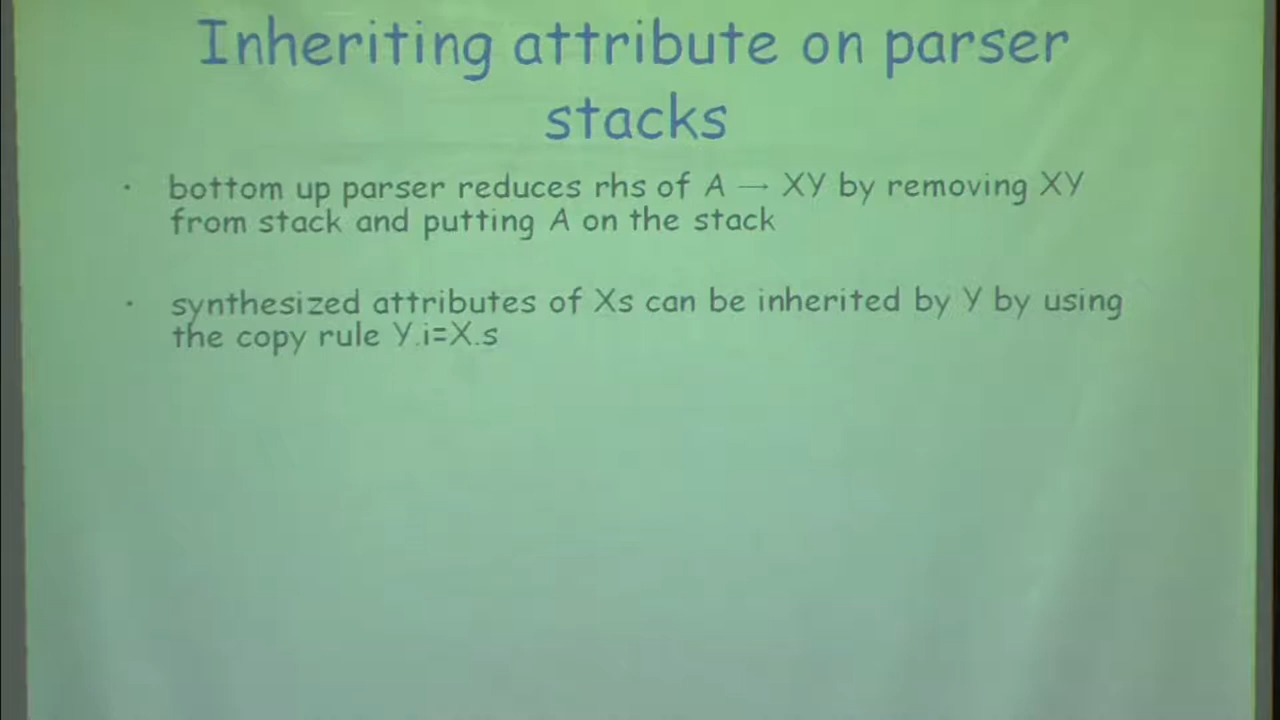 Inheriting attribute on parser
stacks
· bottom up parser reduces rhs of A → XY by removing XY
from stack and putting A on the stack
· synthesized attributes of Xs can be inherited by Y by using
the copy rule Y.i=X.s